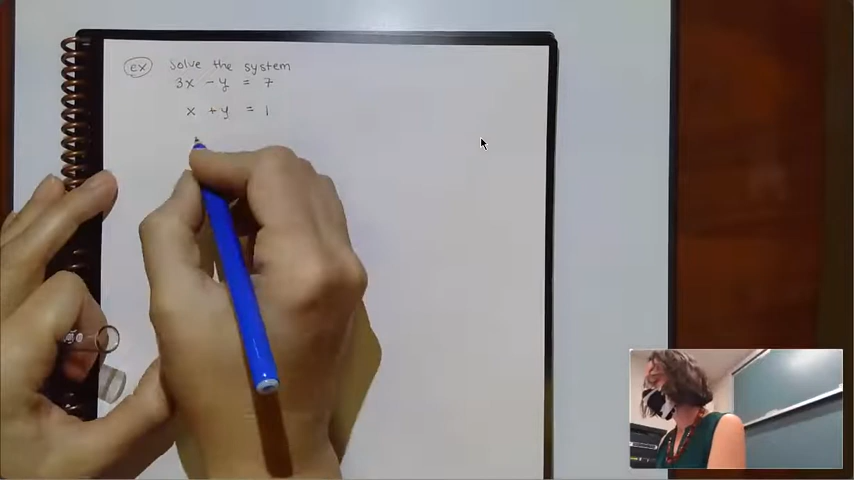 ex Solve the system
3x - y = 7
x + y = 1